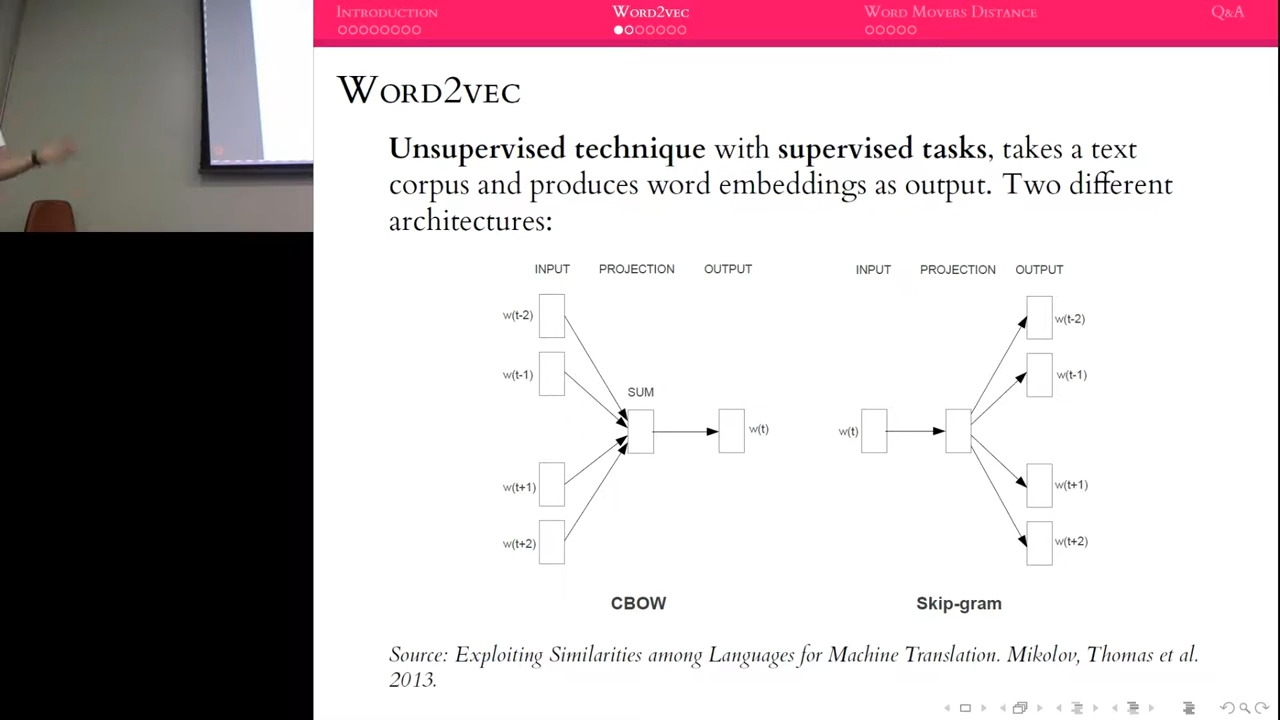 Introduction
Word2vec
Word Movers Distance
Q&A
Word2vec
Unsupervised technique with supervised tasks, takes a text
corpus and produces word embeddings as output. Two different
architectures:
INPUT PROJECTION OUTPUT
w(t-2)
w(t-1)
SUM
w(t)
w(t+1)
w(t+2)
CBOW
INPUT PROJECTION OUTPUT
w(t-2)
w(t-1)
w(t)
w(t+1)
w(t+2)
Skip-gram
Source: Exploiting Similarities among Languages for Machine Translation. Mikolov, Thomas et al.
2013.